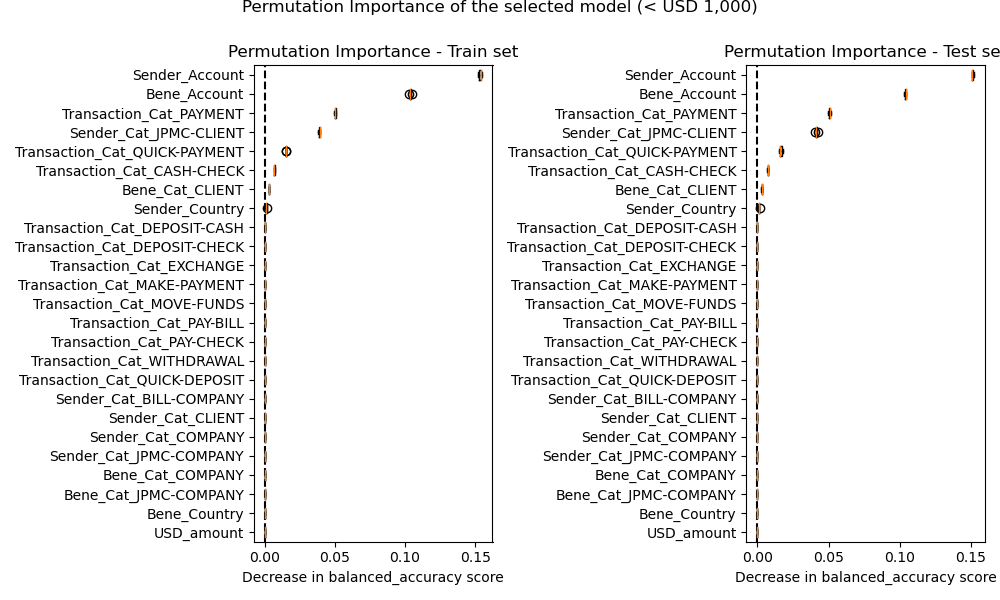 Permutation Importance of the selected model (< USD 1,000)
Permutation Importance - Train set
Sender_Account
Bene_Account
Transaction_Cat_PAYMENT
Sender_Cat_JPMC-CLIENT
Transaction_Cat_QUICK-PAYMENT
Transaction_Cat_CASH-CHECK
Bene_Cat_CLIENT
Sender_Country
Transaction_Cat_DEPOSIT-CASH
Transaction_Cat_DEPOSIT-CHECK
Transaction_Cat_EXCHANGE
Transaction_Cat_MAKE-PAYMENT
Transaction_Cat_MOVE-FUNDS
Transaction_Cat_PAY-BILL
Transaction_Cat_PAY-CHECK
Transaction_Cat_WITHDRAWAL
Transaction_Cat_QUICK-DEPOSIT
Sender_Cat_BILL-COMPANY
Sender_Cat_CLIENT
Sender_Cat_COMPANY
Sender_Cat_JPMC-COMPANY
Bene_Cat_COMPANY
Bene_Cat_JPMC-COMPANY
Bene_Country
USD_amount
0.00 0.05 0.10 0.15
Decrease in balanced_accuracy score
Permutation Importance - Test se
Sender_Account
Bene_Account
Transaction_Cat_PAYMENT
Sender_Cat_JPMC-CLIENT
Transaction_Cat_QUICK-PAYMENT
Transaction_Cat_CASH-CHECK
Bene_Cat_CLIENT
Sender_Country
Transaction_Cat_DEPOSIT-CASH
Transaction_Cat_DEPOSIT-CHECK
Transaction_Cat_EXCHANGE
Transaction_Cat_MAKE-PAYMENT
Transaction_Cat_MOVE-FUNDS
Transaction_Cat_PAY-BILL
Transaction_Cat_PAY-CHECK
Transaction_Cat_WITHDRAWAL
Transaction_Cat_QUICK-DEPOSIT
Sender_Cat_BILL-COMPANY
Sender_Cat_CLIENT
Sender_Cat_COMPANY
Sender_Cat_JPMC-COMPANY
Bene_Cat_COMPANY
Bene_Cat_JPMC-COMPANY
Bene_Country
USD_amount
0.00 0.05 0.10 0.15
Decrease in balanced_accuracy score